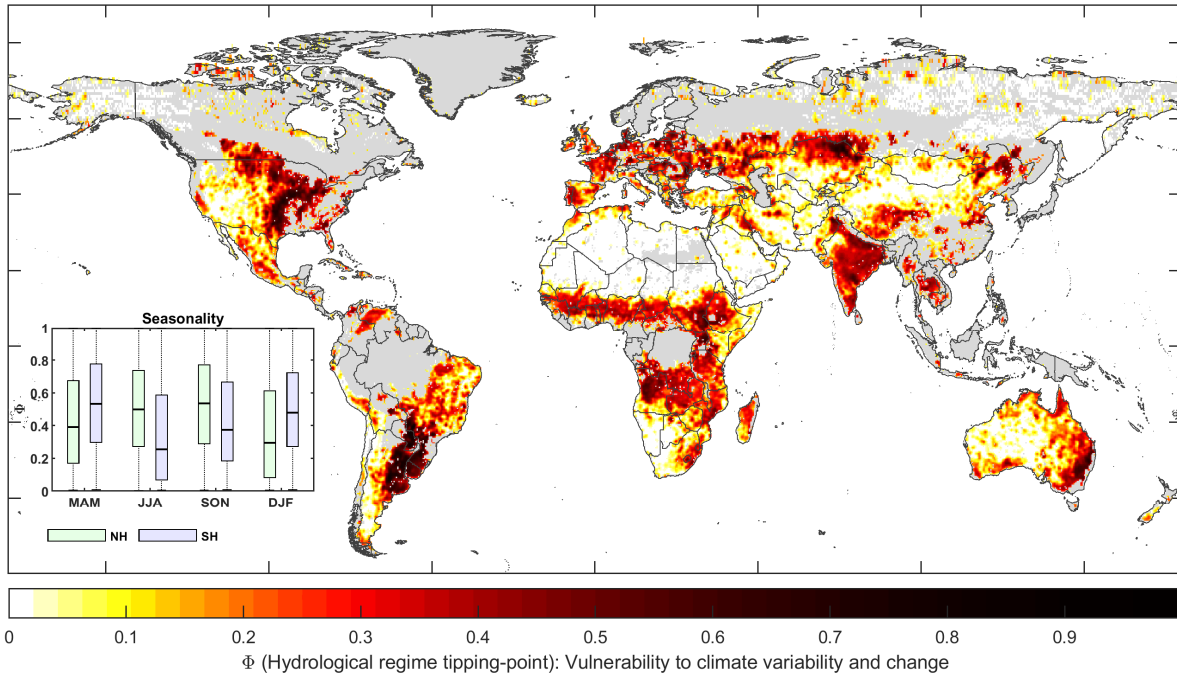 Seasonality
1
0.8
0.6
Φ
0.4
0.2
0
MAM JJA SON DJF
NH SH
0 0.1 0.2 0.3 0.4 0.5 0.6 0.7 0.8 0.9
Φ (Hydrological regime tipping-point): Vulnerability to climate variability and change